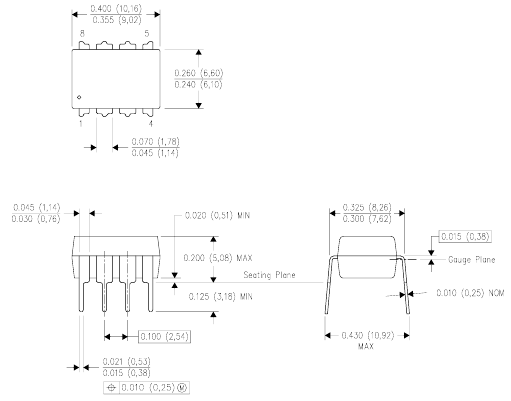 0.400 (10,16)
0.355 (9,02)
8 5
0.260 (6,60)
0.240 (6,10)
1 4
0.070 (1,78)
0.045 (1,14)
0.045 (1,14)
0.030 (0,76)
0.020 (0,51) MIN
0.325 (8,26)
0.300 (7,62)
0.015 (0,38)
0.200 (5,08) MAX
Gauge Plane
Seating Plane
0.125 (3,18) MIN
0.010 (0,25) NOM
0.100 (2,54)
0.430 (10,92)
MAX
0.021 (0,53)
0.015 (0,38)
⌖ 0.010 (0,25) Ⓜ